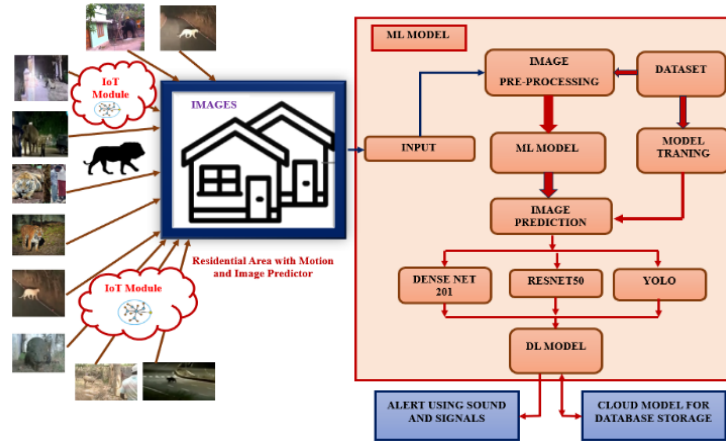 ML MODEL
IMAGE
PRE-PROCESSING
DATASET
IoT
Module
IMAGES
INPUT
ML MODEL
MODEL
TRANING
IMAGE
PREDICTION
Residential Area with Motion
and Image Predictor
IoT Module
DENSE NET
201
RESNET50
YOLO
DL MODEL
ALERT USING SOUND
AND SIGNALS
CLOUD MODEL FOR
DATABASE STORAGE